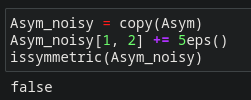 Asym_noisy = copy(Asym)
Asym_noisy[1, 2] += 5eps()
issymmetric(Asym_noisy)
false